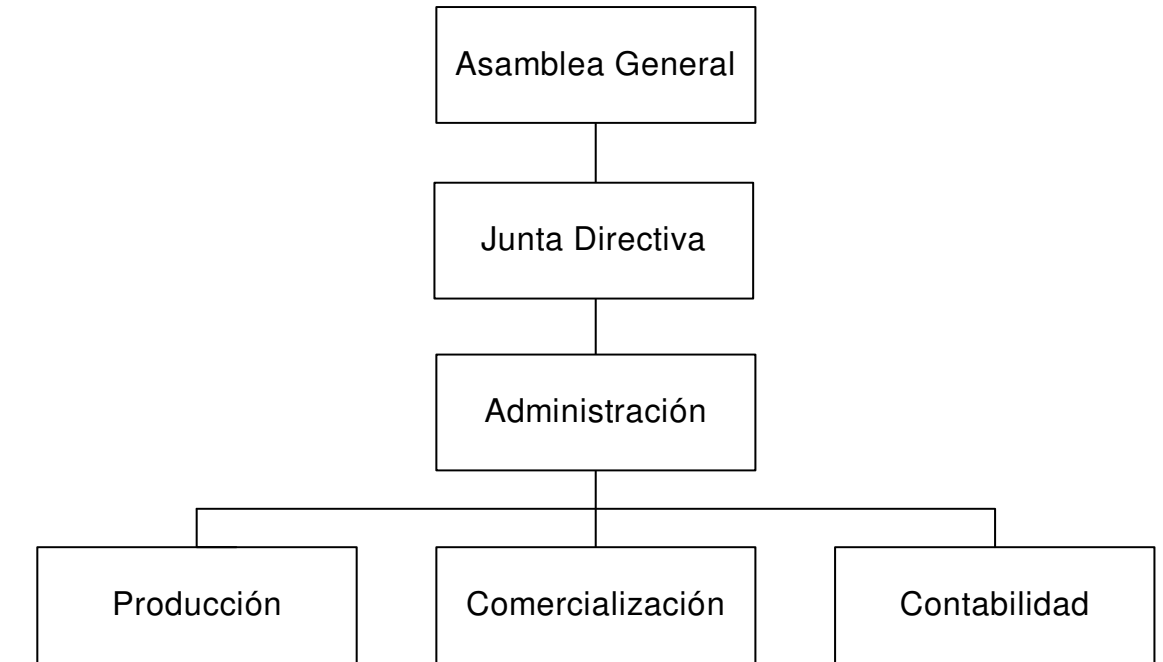 Asamblea General
Junta Directiva
Administración
Producción
Comercialización
Contabilidad